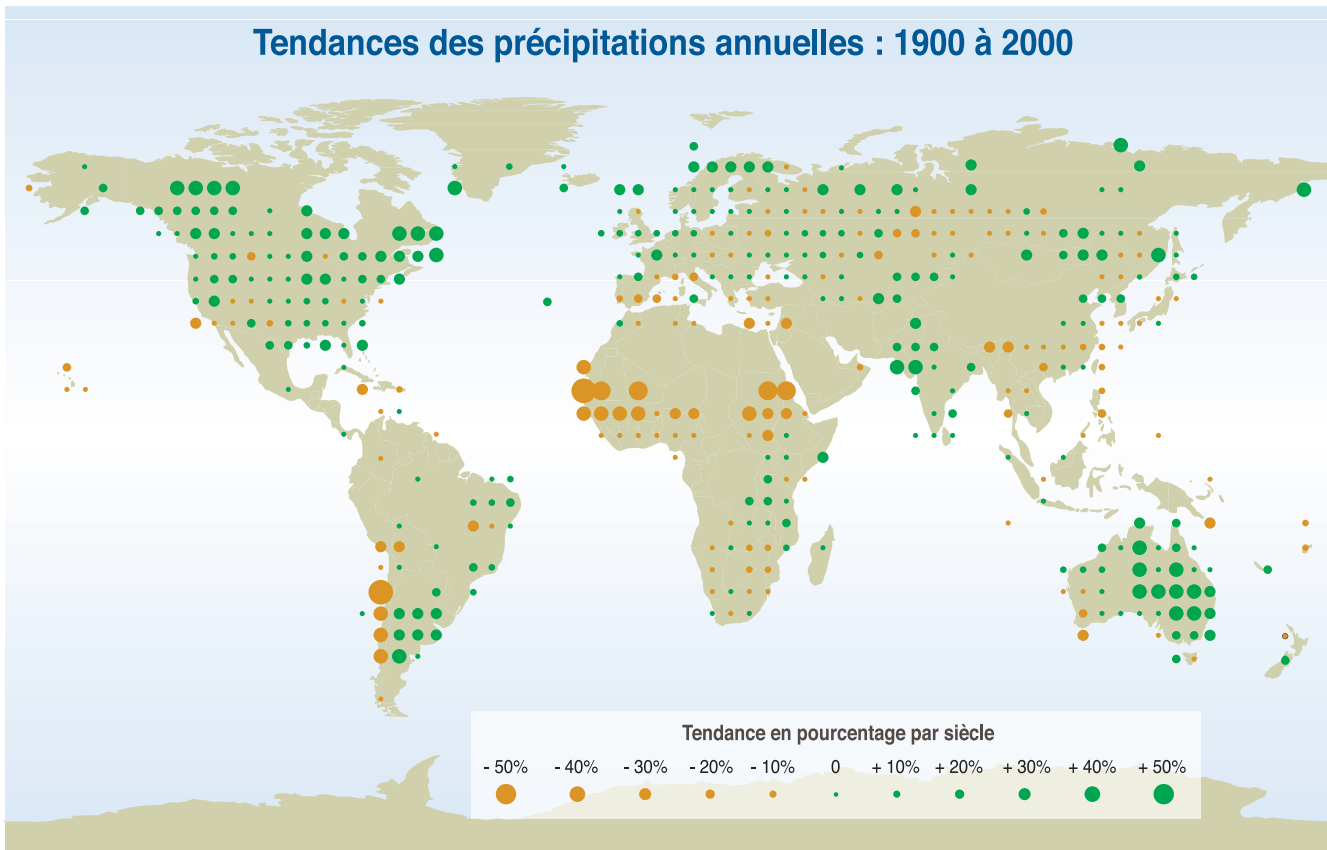 Tendances des précipitations annuelles : 1900 à 2000
Tendance en pourcentage par siècle
- 50% - 40% - 30% - 20% - 10% 0 + 10% + 20% + 30% + 40% + 50%